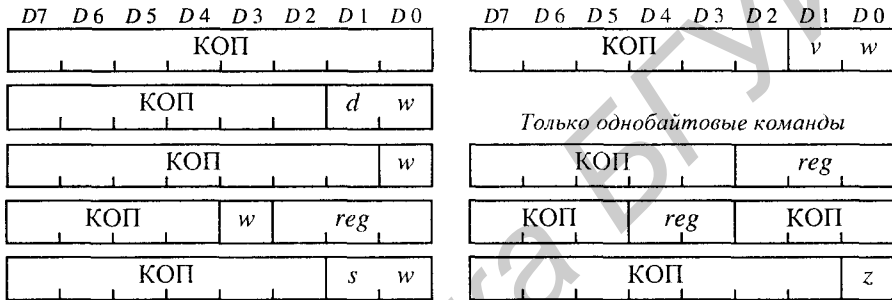 D7 D6 D5 D4 D3 D2 D1 D0
КОП
КОП d w
КОП w
КОП w reg
КОП s w
D7 D6 D5 D4 D3 D2 D1 D0
КОП v w
Только однобайтовые команды
КОП reg
КОП reg КОП
КОП z